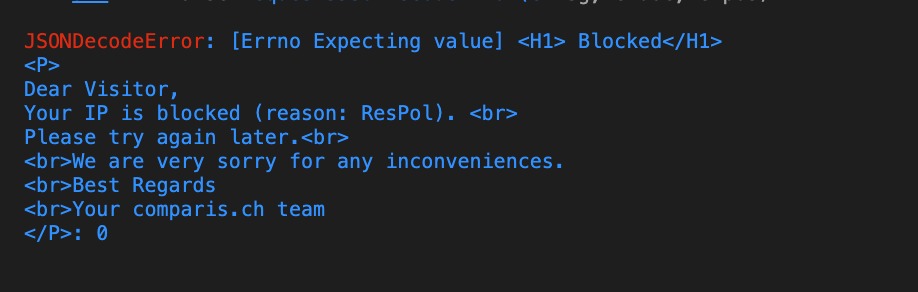 JSONDecodeError: [Errno Expecting value] <H1> Blocked</H1>
<P>
Dear Visitor,
Your IP is blocked (reason: ResPol). <br>
Please try again later.<br>
<br>We are very sorry for any inconveniences.
<br>Best Regards
<br>Your comparis.ch team
</P>: 0